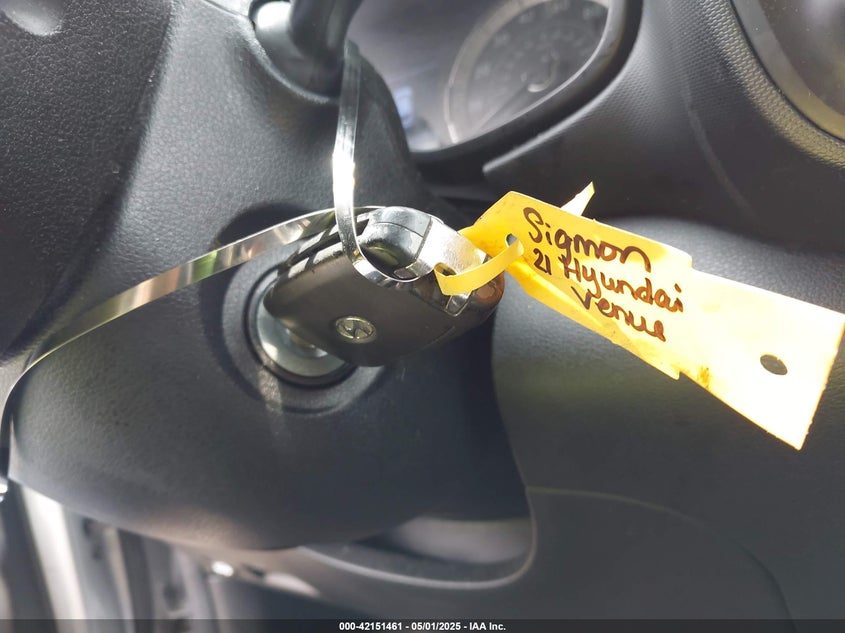 Sigmon
21 Hyundai
Venue
000-42151461 - 05/01/2025 - IAA Inc.